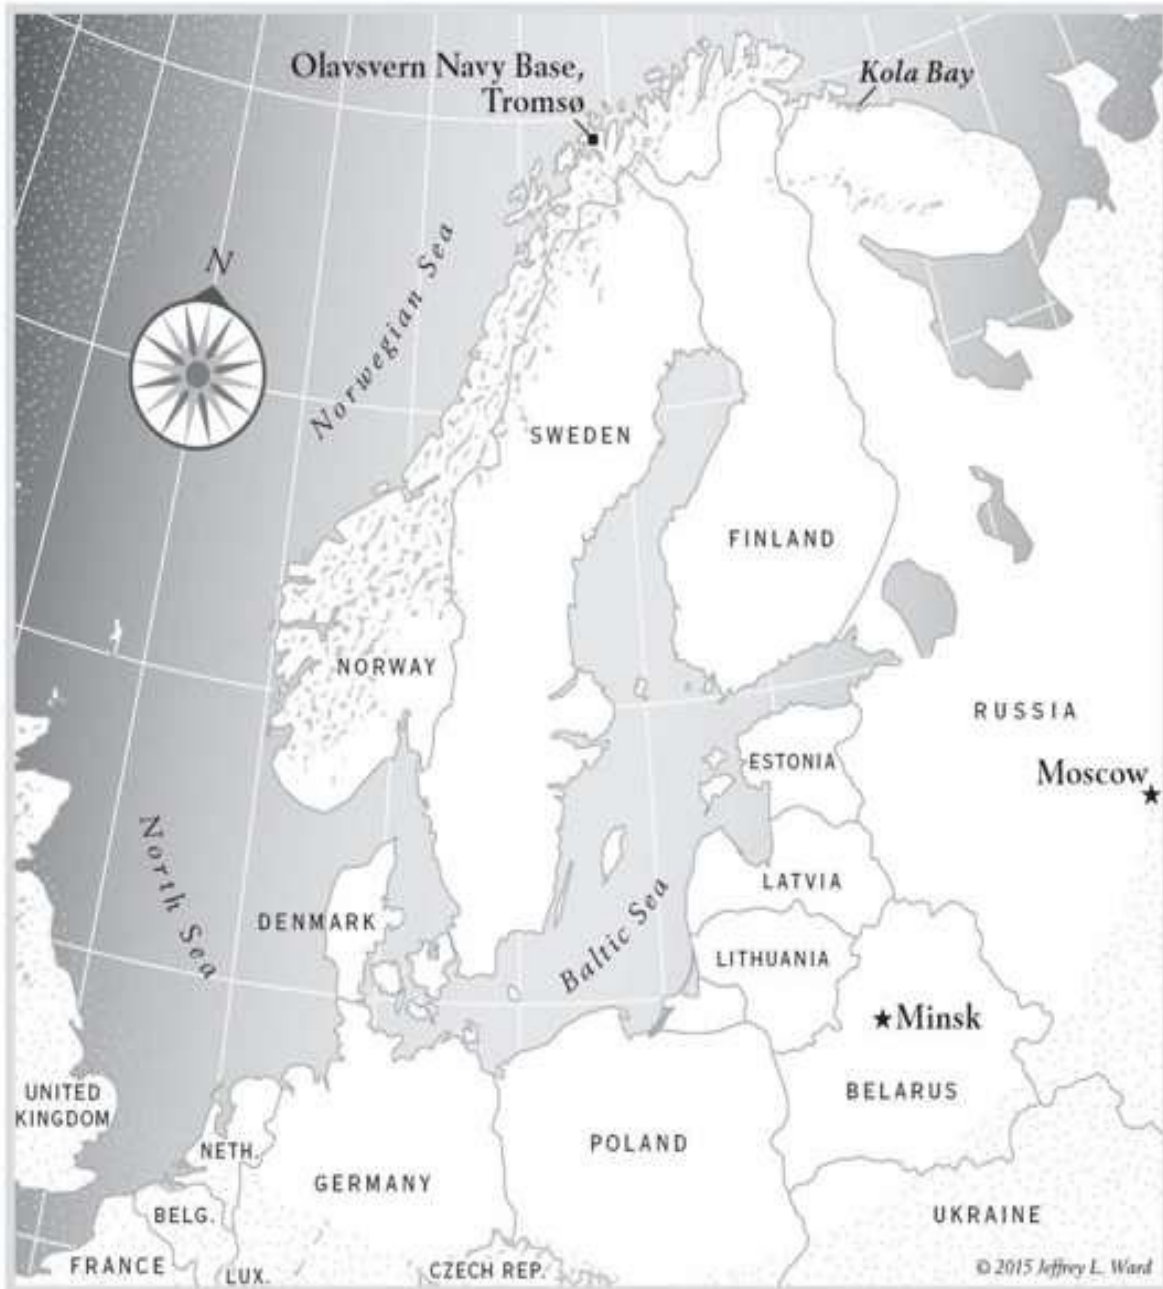 Olavsvern Navy Base,
Tromsø
Kola Bay
N
Norwegian Sea
SWEDEN
FINLAND
NORWAY
RUSSIA
ESTONIA
Moscow
North Sea
LATVIA
DENMARK
Baltic Sea
LITHUANIA
Minsk
UNITED
KINGDOM
BELARUS
NETH.
POLAND
GERMANY
BELG.
UKRAINE
FRANCE
LUX.
CZECH REP.
© 2015 Jeffrey L. Ward